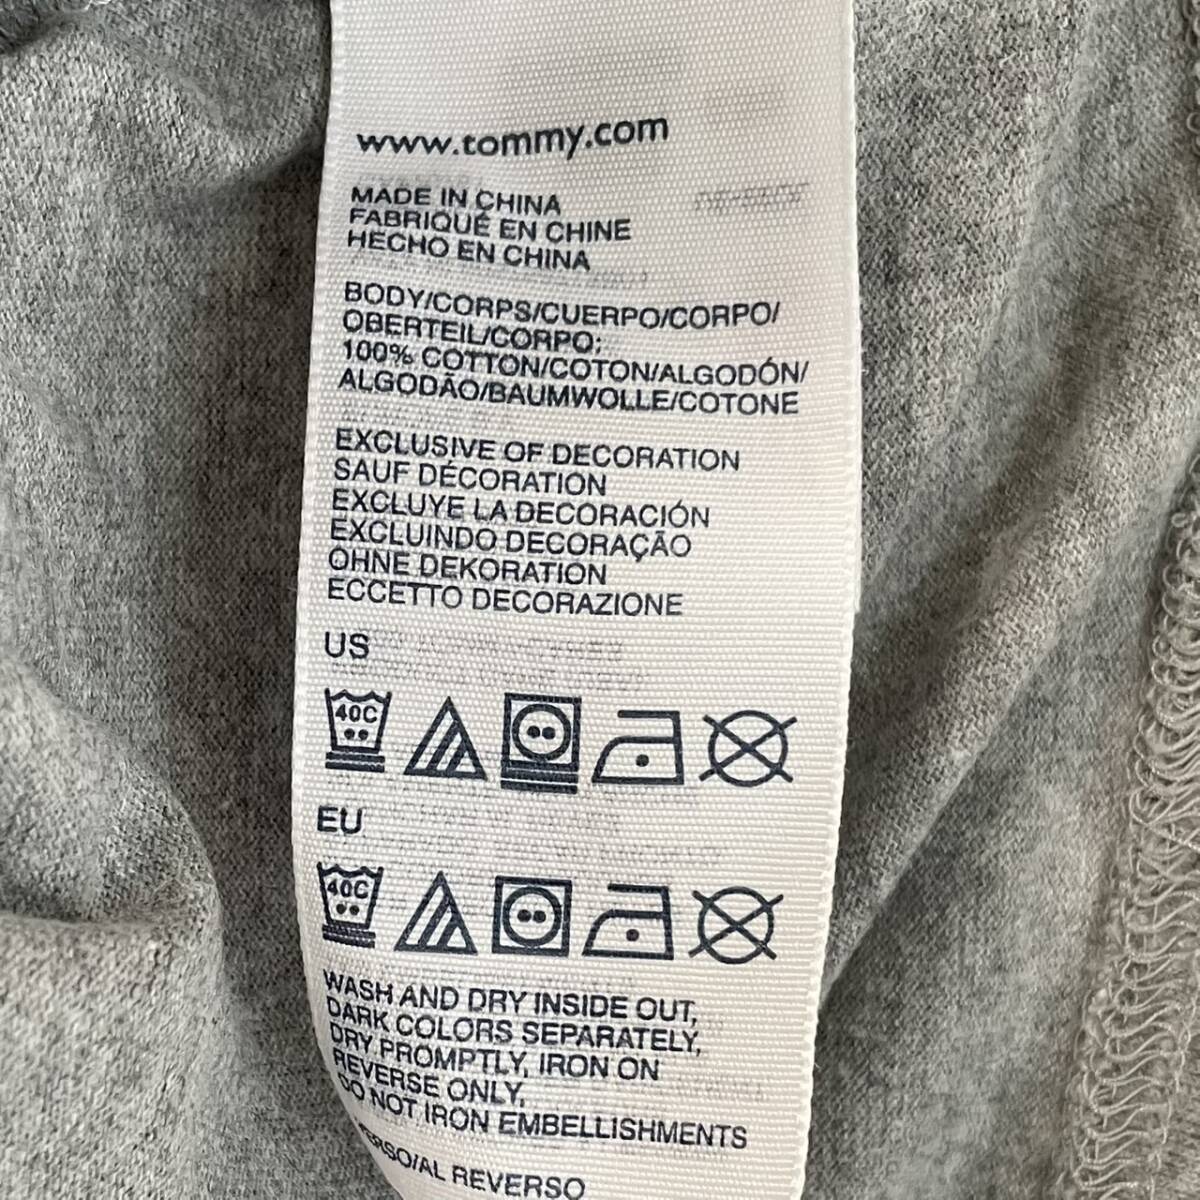 www.tommy.com
MADE IN CHINA
FABRIQUÉ EN CHINE
HECHO EN CHINA
BODY/CORPS/CUERPO/CORPO/
OBERTEIL/CORPO:
100% COTTON/COTON/ALGODÓN/
ALGODÃO/BAUMWOLLE/COTONE
EXCLUSIVE OF DECORATION
SAUF DÉCORATION
EXCLUYE LA DECORACIÓN
EXCLUINDO DECORAÇÃO
OHNE DEKORATION
ECCETTO DECORAZIONE
US
40C
EU
40C
WASH AND DRY INSIDE OUT,
DARK COLORS SEPARATELY,
DRY PROMPTLY, IRON ON
REVERSE ONLY,
DO NOT IRON EMBELLISHMENTS
REVERSO